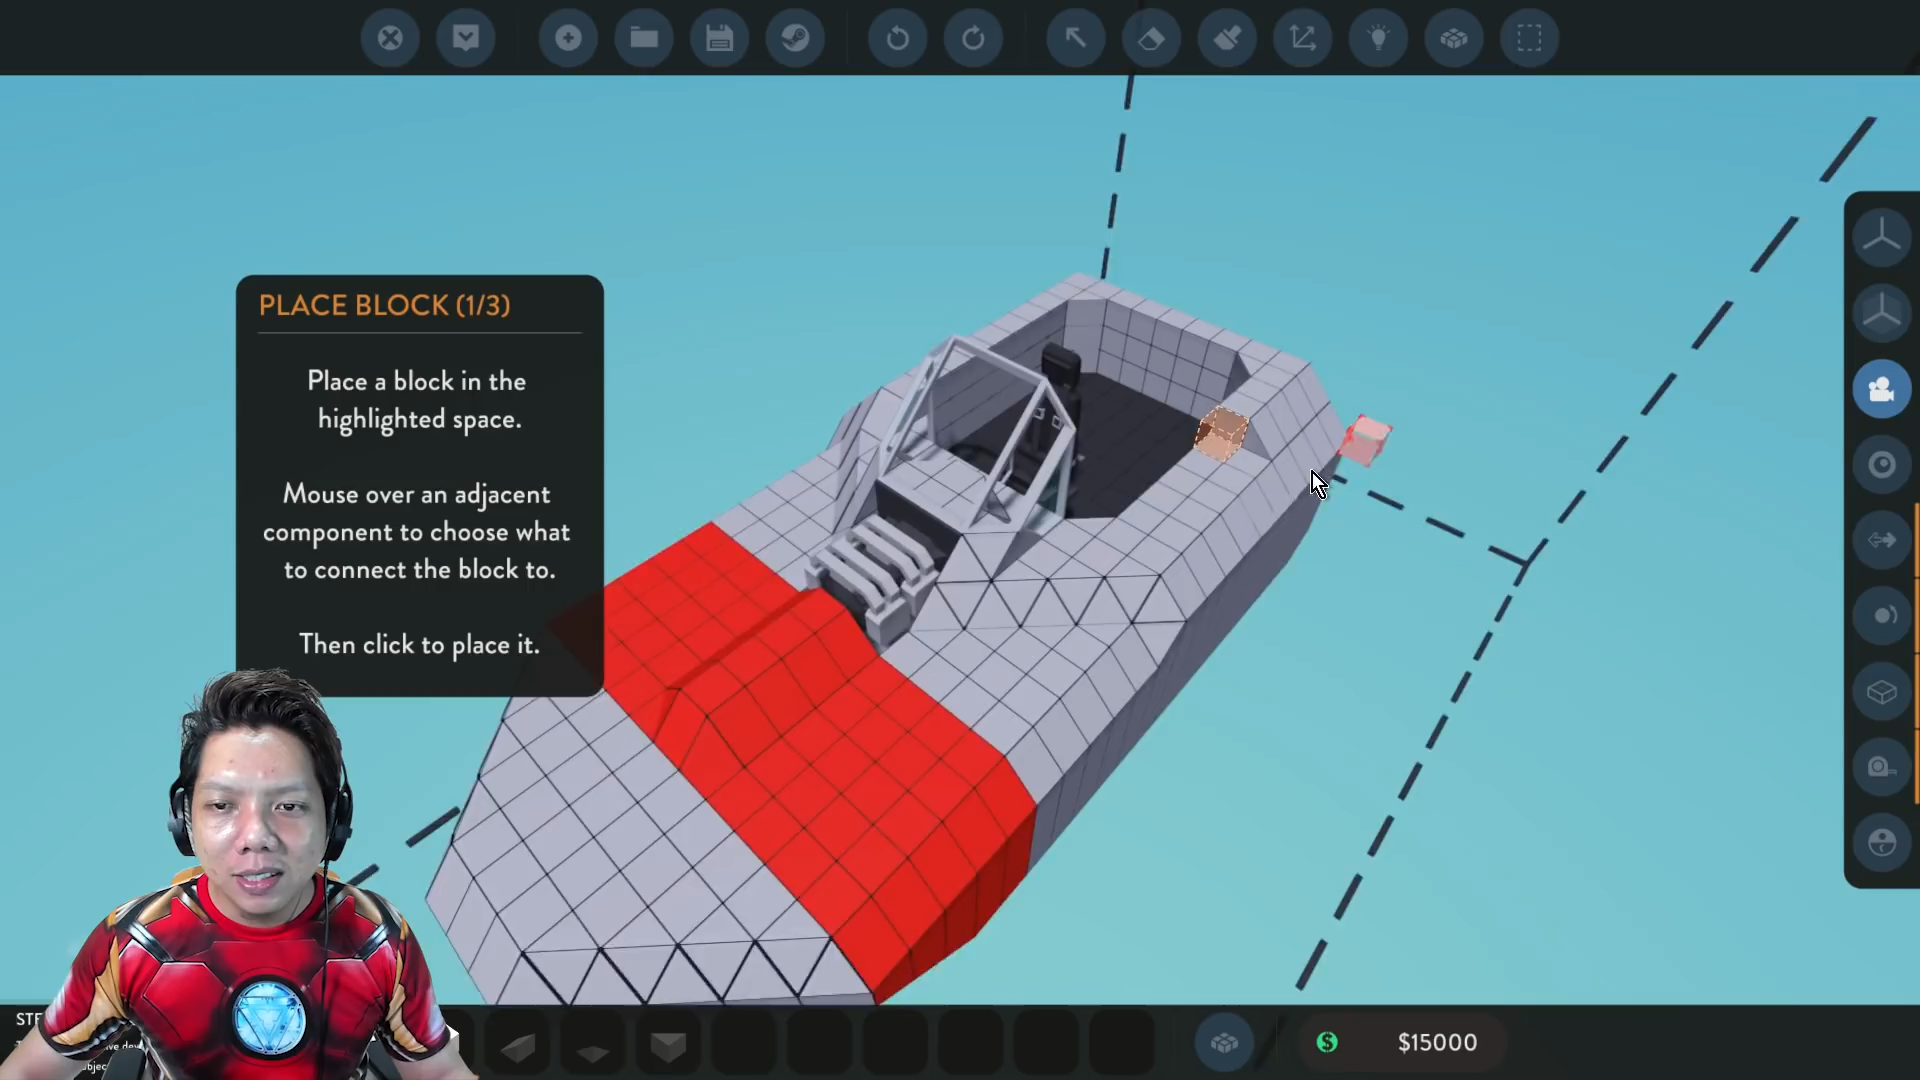 PLACE BLOCK (1/3)
Place a block in the
highlighted space.
Mouse over an adjacent
component to choose what
to connect the block to.
Then click to place it.
$15000